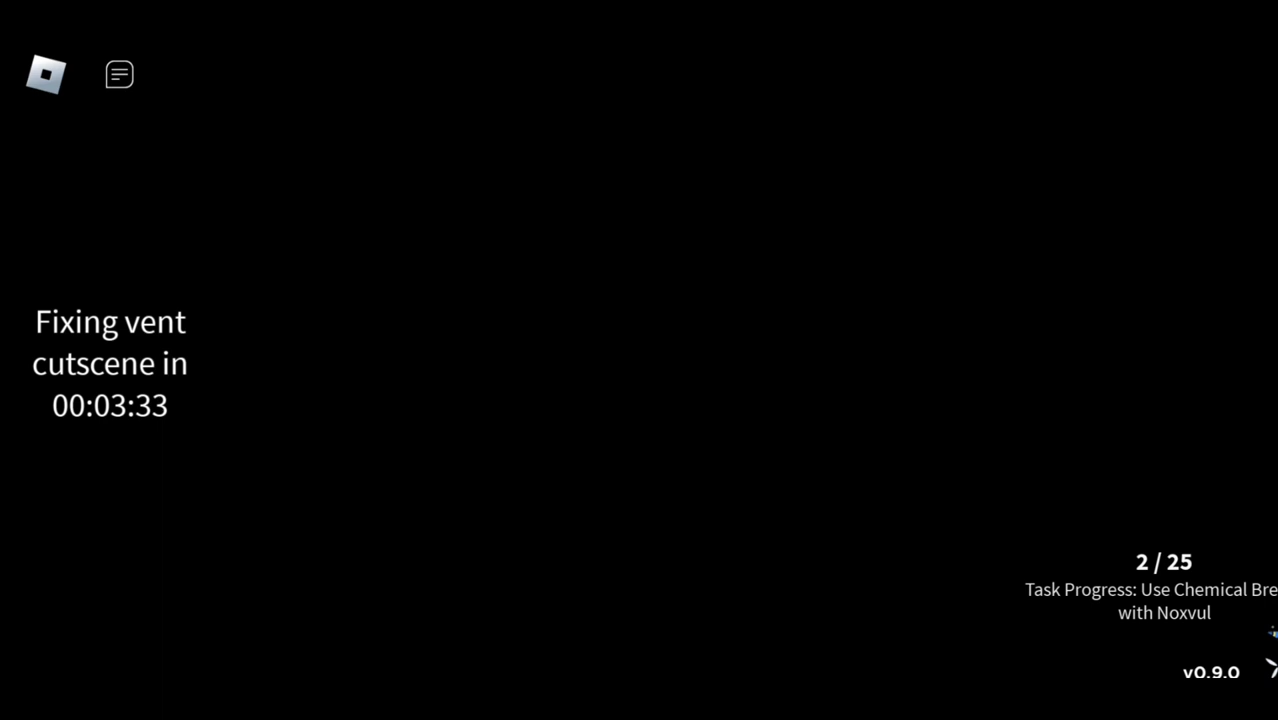 Fixing vent
cutscene in
00:03:33
2 / 25
Task Progress: Use Chemical
with Noxvul
v0.9.0